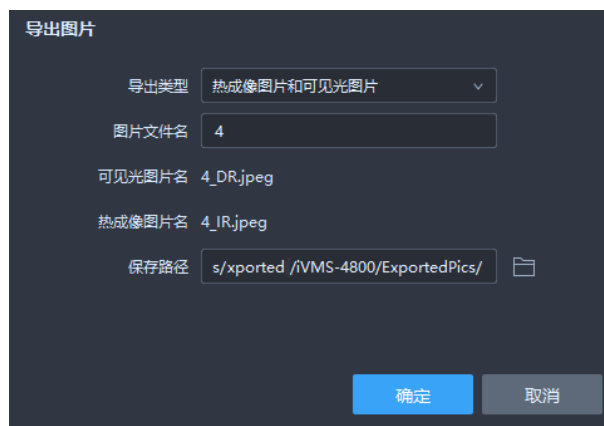 导出图片
导出类型 热成像图片和可见光图片
图片文件名 4
可见光图片名 4_DR.jpeg
热成像图片名 4_IR.jpeg
保存路径 s/xported /iVMS-4800/ExportedPics/
确定 取消